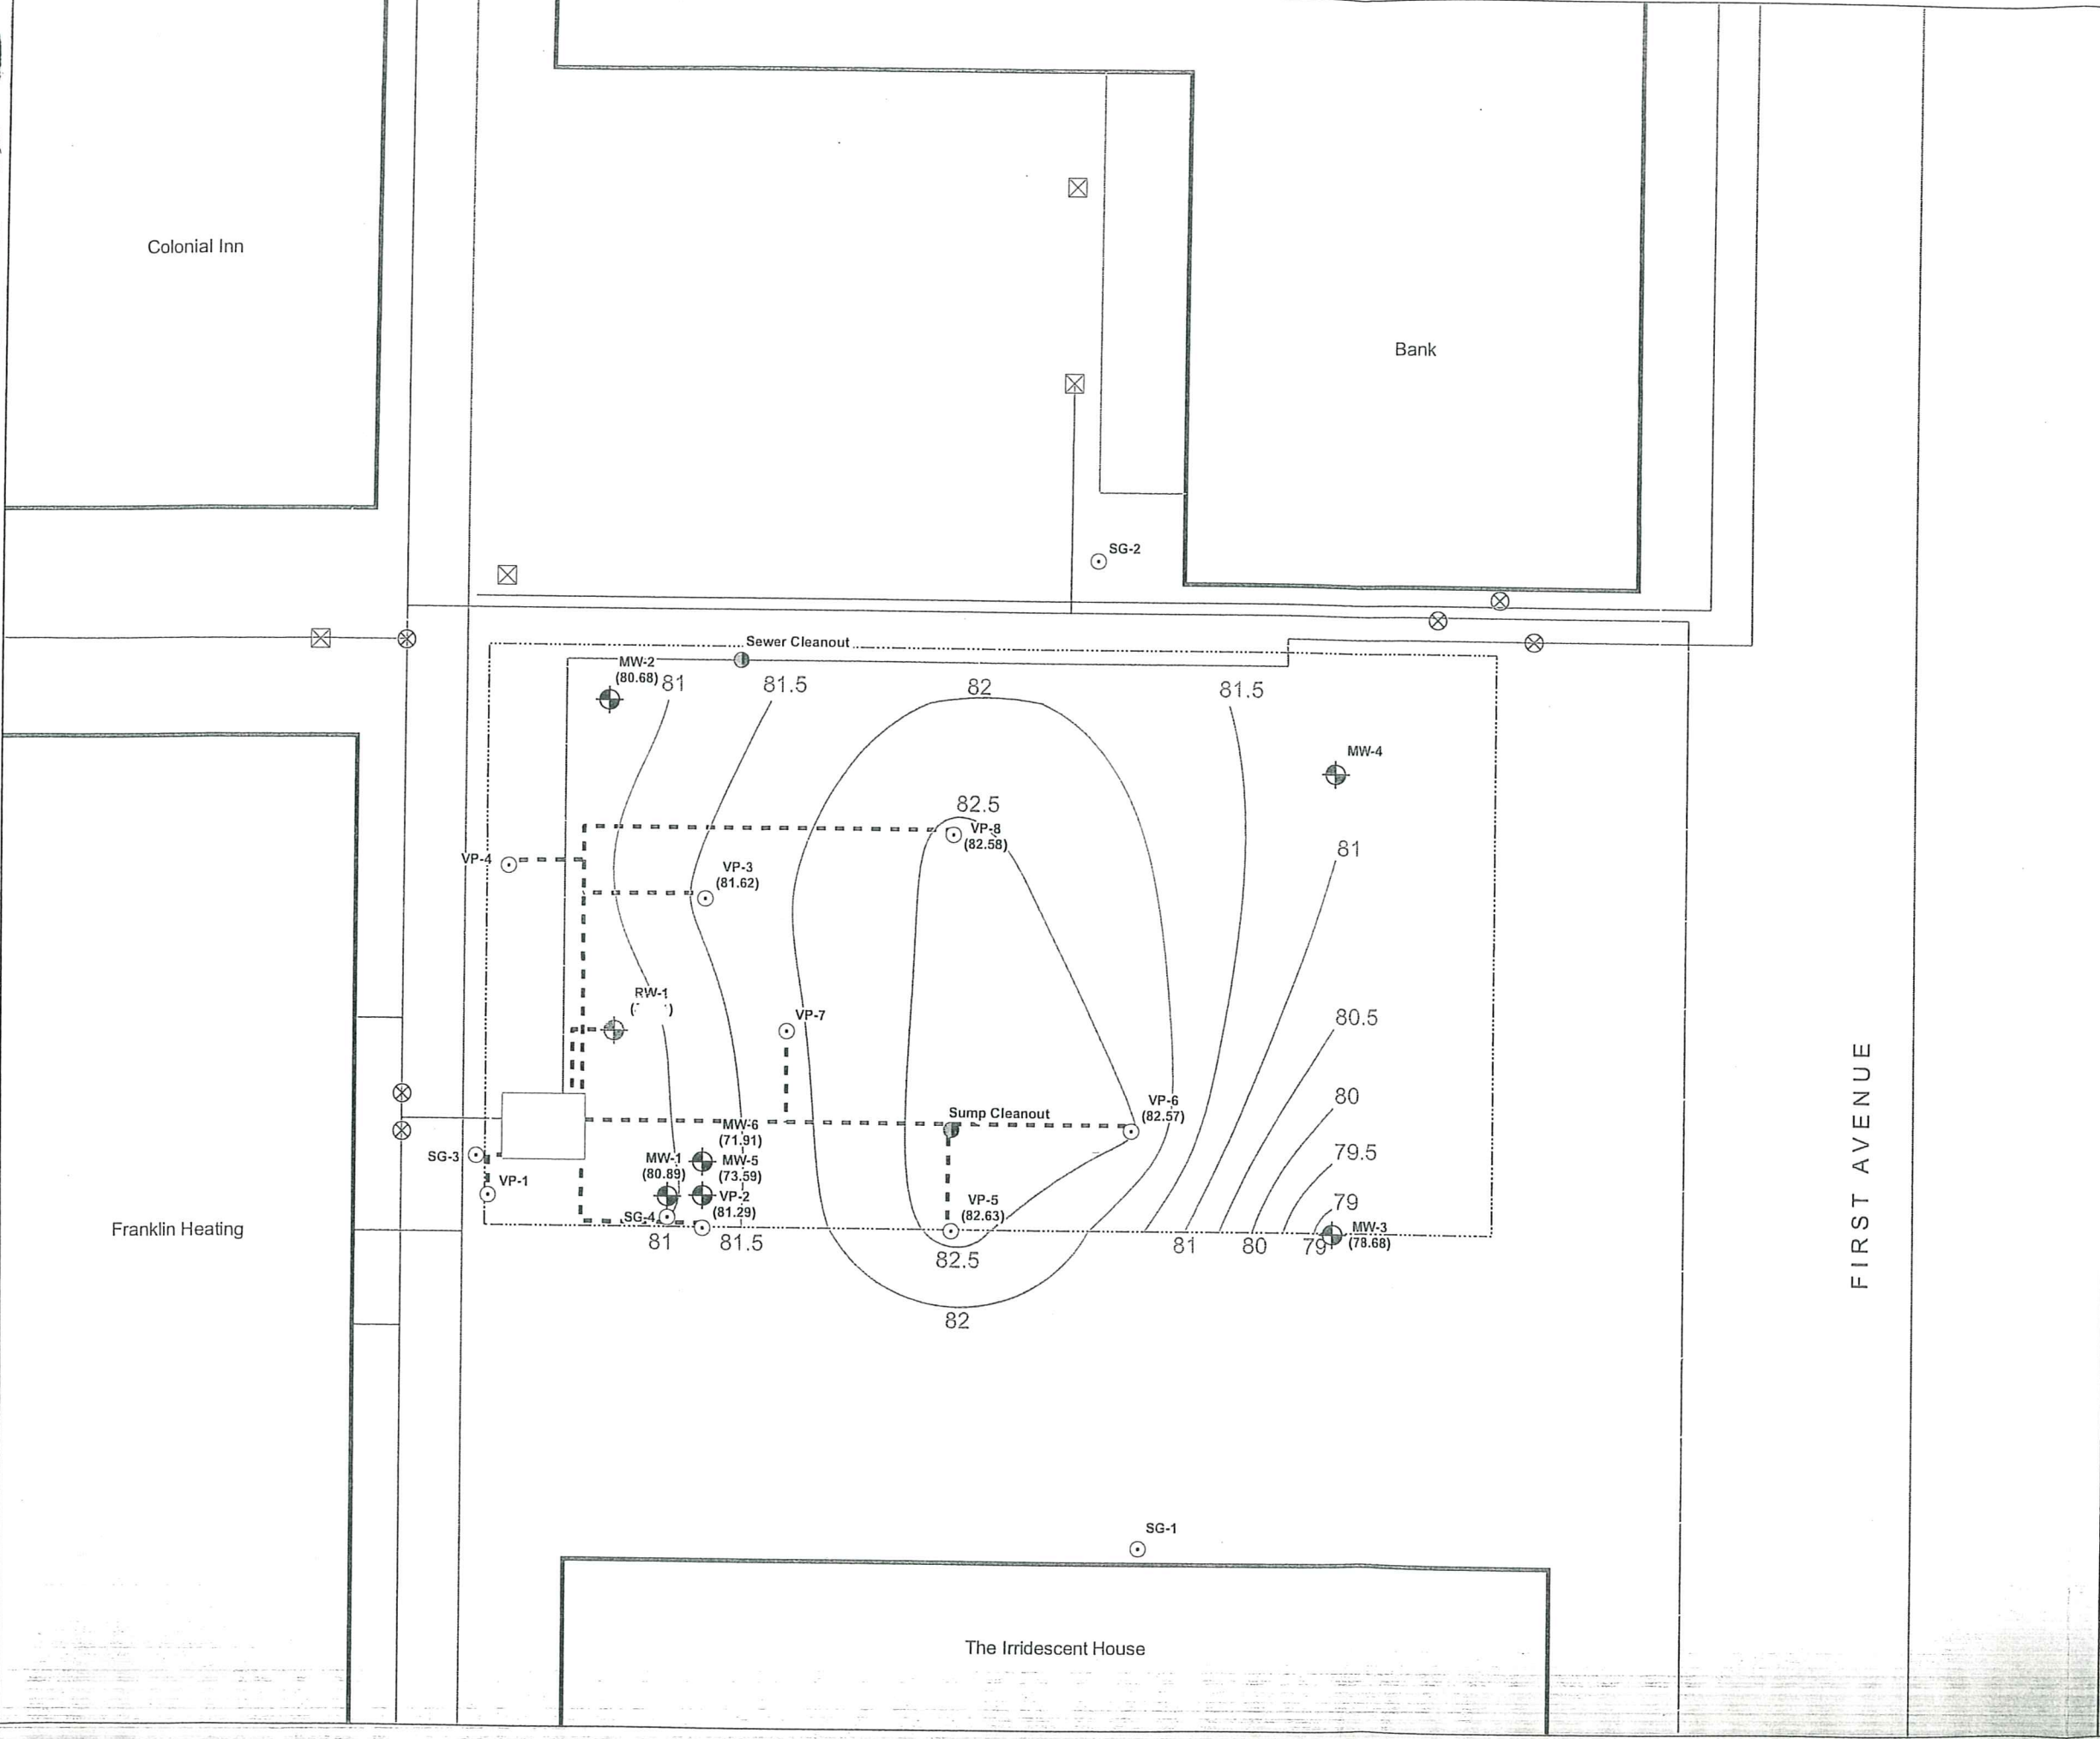 Colonial Inn
Bank
SG-2
Sewer Cleanout
MW-2
(80.68)
81
81.5
82
81.5
MW-4
82.5
VP-8
(82.58)
81
VP-4
VP-3
(81.62)
RW-1
VP-7
80.5
80
VP-6
(82.57)
Sump Cleanout
MW-6
(71.91)
79.5
SG-3
MW-1
(80.89)
MW-5
(73.59)
VP-1
VP-2
(81.29)
VP-5
(82.63)
79
SG-4
MW-3
(78.68)
Franklin Heating
81
81.5
82.5
81
80
79
82
FIRST AVENUE
SG-1
The Irridescent House